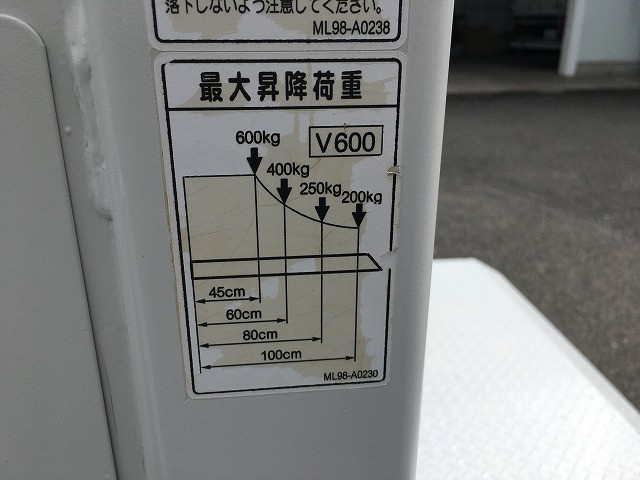 落下しないよう注意してください.
ML98-A0238
最大昇降荷重
V600
600kg
400kg
250kg
200kg
45cm
60cm
80cm
100cm
ML98-A0230